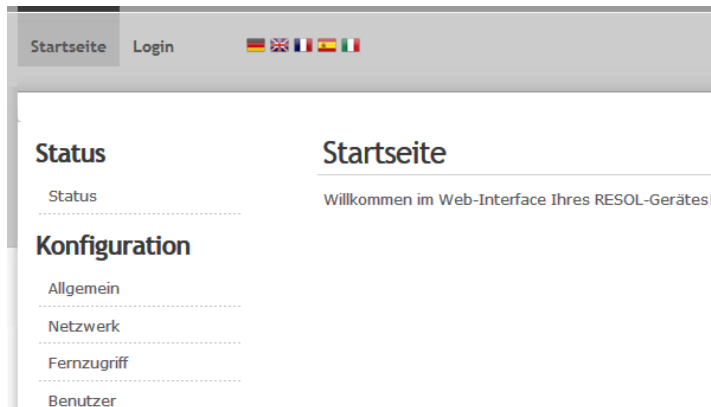 Startseite Login
Status
Startseite
Status
Willkommen im Web-Interface Ihres RESOL-Gerätes!
Konfiguration
Allgemein
Netzwerk
Fernzugriff
Benutzer